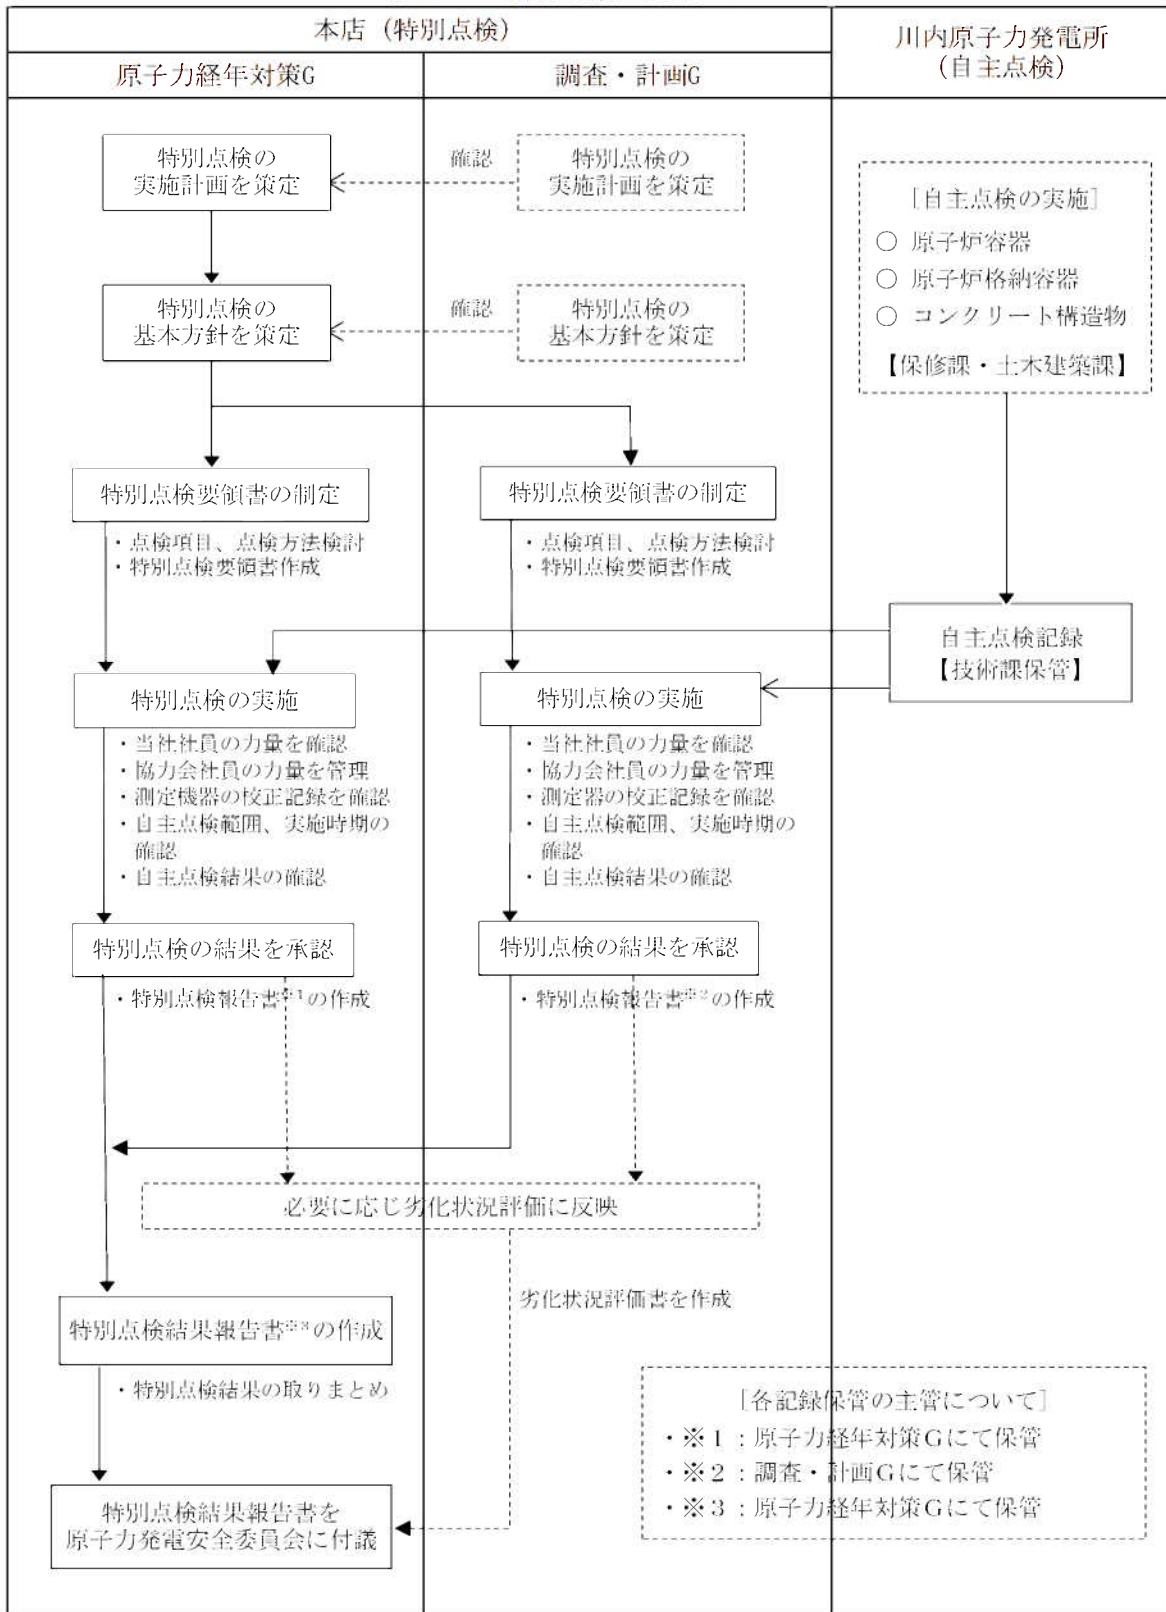 本店（特別点検）
川内原子力発電所
（自主点検）
原子力経年対策G
調査・計画G
特別点検の
実施計画を策定
確認
特別点検の
実施計画を策定
［自主点検の実施］
○ 原子炉容器
○ 原子炉格納容器
○ コンクリート構造物
【保修課・土木建築課】
特別点検の
基本方針を策定
確認
特別点検の
基本方針を策定
特別点検要領書の制定
・点検項目、点検方法検討
・特別点検要領書作成
特別点検要領書の制定
・点検項目、点検方法検討
・特別点検要領書作成
自主点検記録
【技術課保管】
特別点検の実施
・当社社員の力量を確認
・協力会社員の力量を管理
・測定機器の校正記録を確認
・自主点検範囲、実施時期の
確認
・自主点検結果の確認
特別点検の実施
・当社社員の力量を確認
・協力会社員の力量を管理
・測定器の校正記録を確認
・自主点検範囲、実施時期の
確認
・自主点検結果の確認
特別点検の結果を承認
・特別点検報告書※1の作成
特別点検の結果を承認
・特別点検報告書※2の作成
必要に応じ劣化状況評価に反映
劣化状況評価書を作成
特別点検結果報告書※3の作成
・特別点検結果の取りまとめ
特別点検結果報告書を
原子力発電安全委員会に付議
［各記録保管の主管について］
・※1：原子力経年対策Gにて保管
・※2：調査・計画Gにて保管
・※3：原子力経年対策Gにて保管